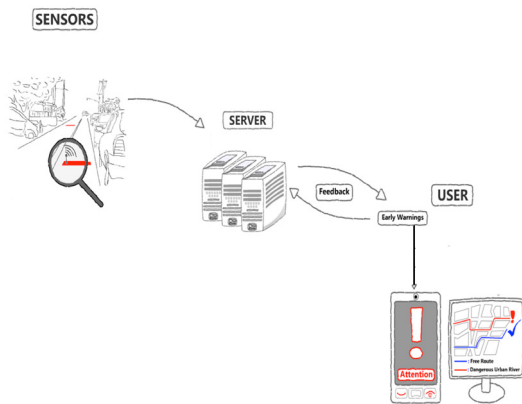 SENSORS
SERVER
Feedback
USER
Early Warnings
!
Attention
!
: Free Route
: Dangerous Urban River